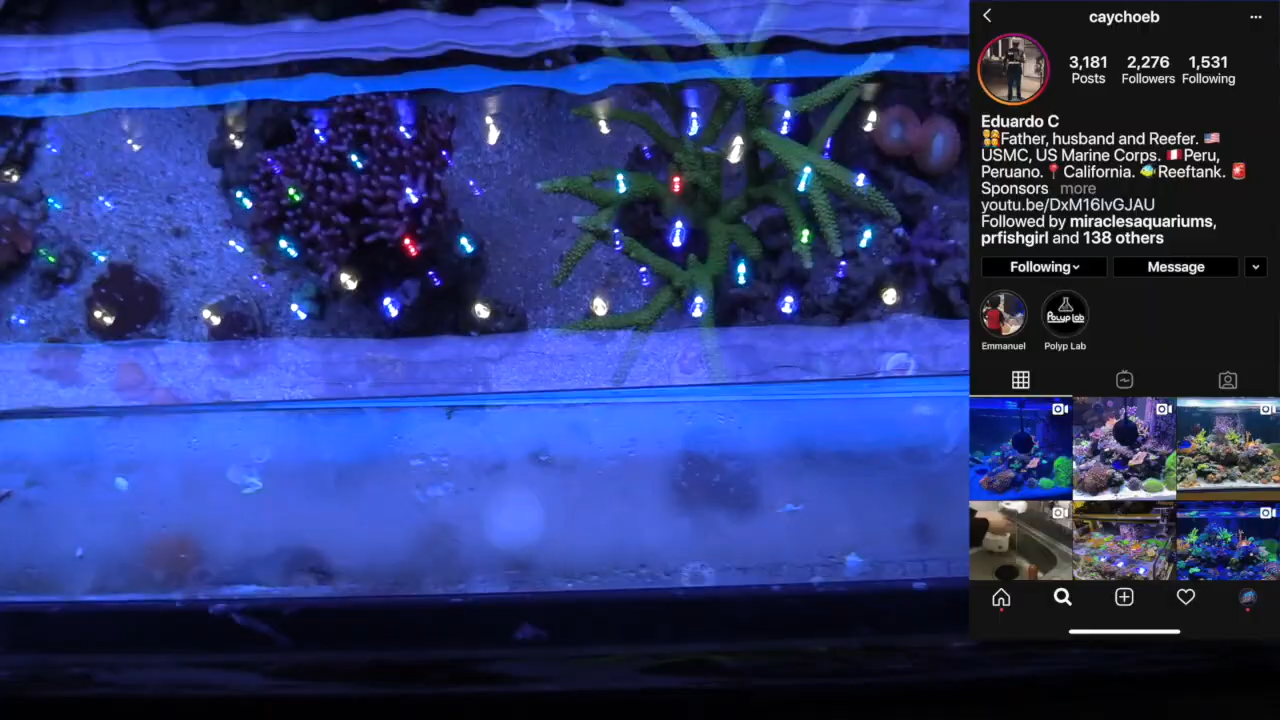 caychoeb
3,181 2,276 1,531
Posts Followers Following
Eduardo C
Father, husband and Reefer.
USMC, US Marine Corps. Peru,
Peruano. California. Reeftank.
Sponsors more
youtu.be/DxM16IvGJAU
Followed by miraclesaquariums,
prfishgirl and 138 others
Following Message
Polyp Lab
Emmanuel Polyp Lab